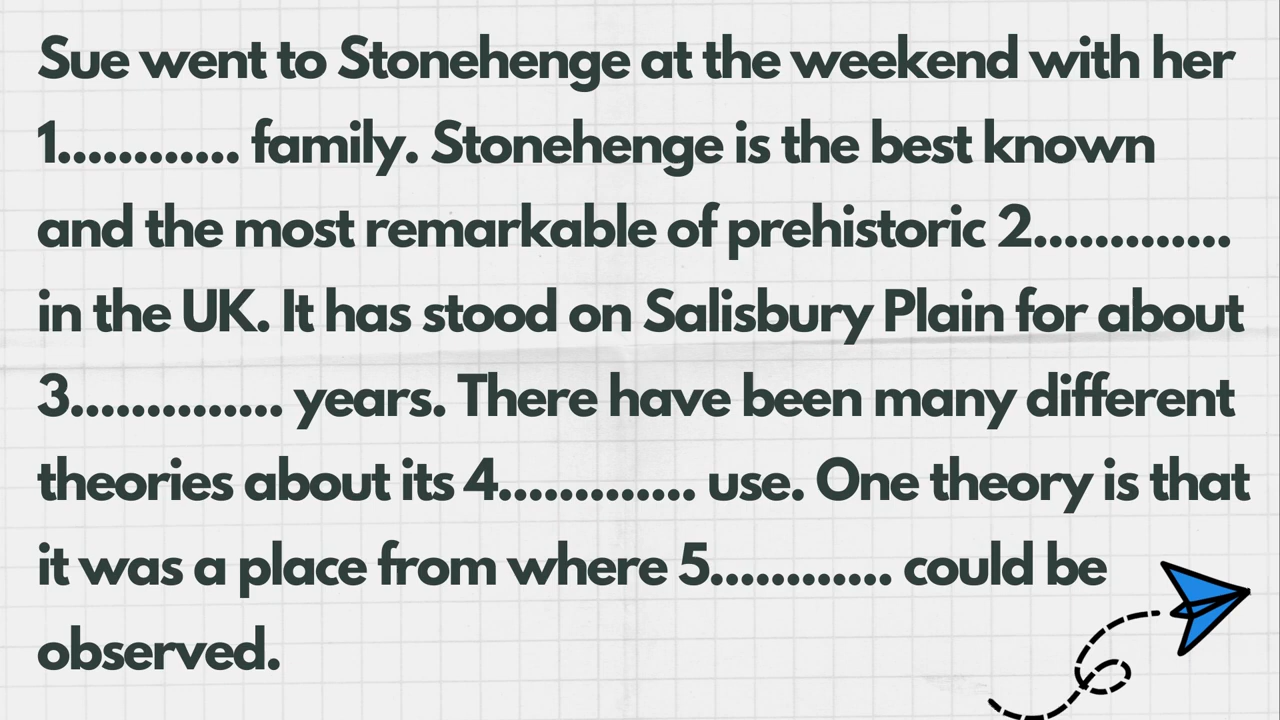 Sue went to Stonehenge at the weekend with her
1............ family. Stonehenge is the best known
and the most remarkable of prehistoric 2.............
in the UK. It has stood on Salisbury Plain for about
3.............. years. There have been many different
theories about its 4............. use. One theory is that
it was a place from where 5............ could be
observed.